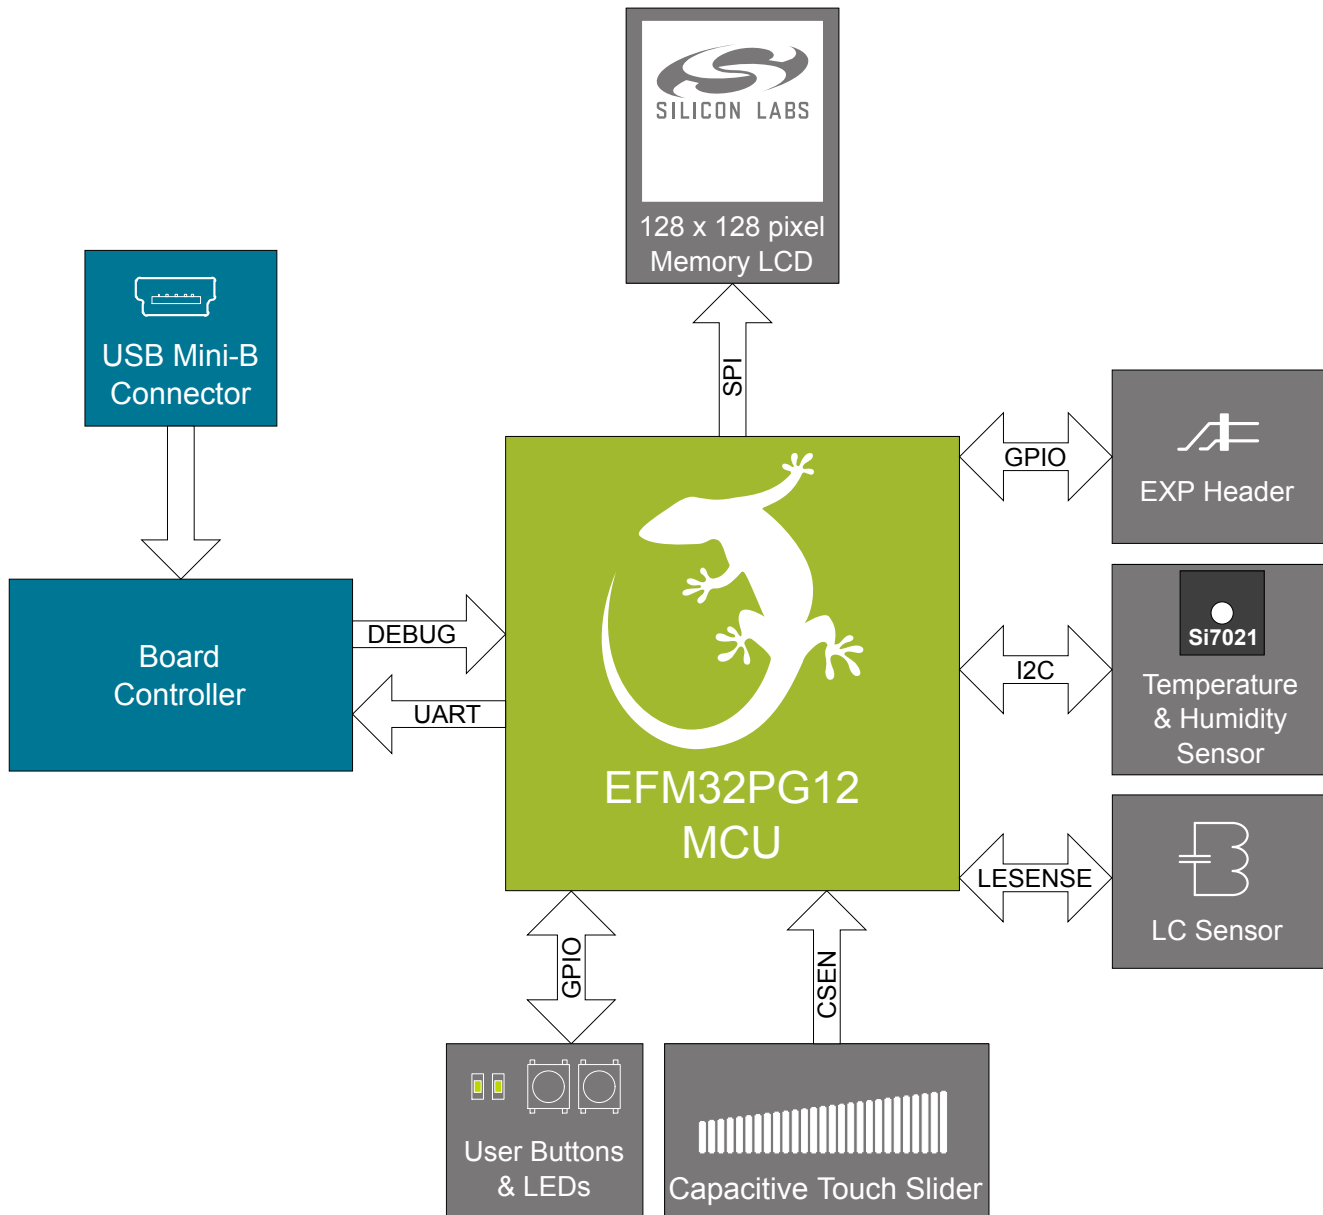 SILICON LABS
128 x 128 pixel
Memory LCD
USB Mini-B
Connector
SPI
GPIO
EXP Header
Board
Controller
DEBUG
UART
EFM32PG12
MCU
I2C
Si7021
Temperature
& Humidity
Sensor
LESENSE
LC Sensor
GPIO
CSEN
User Buttons
& LEDs
Capacitive Touch Slider